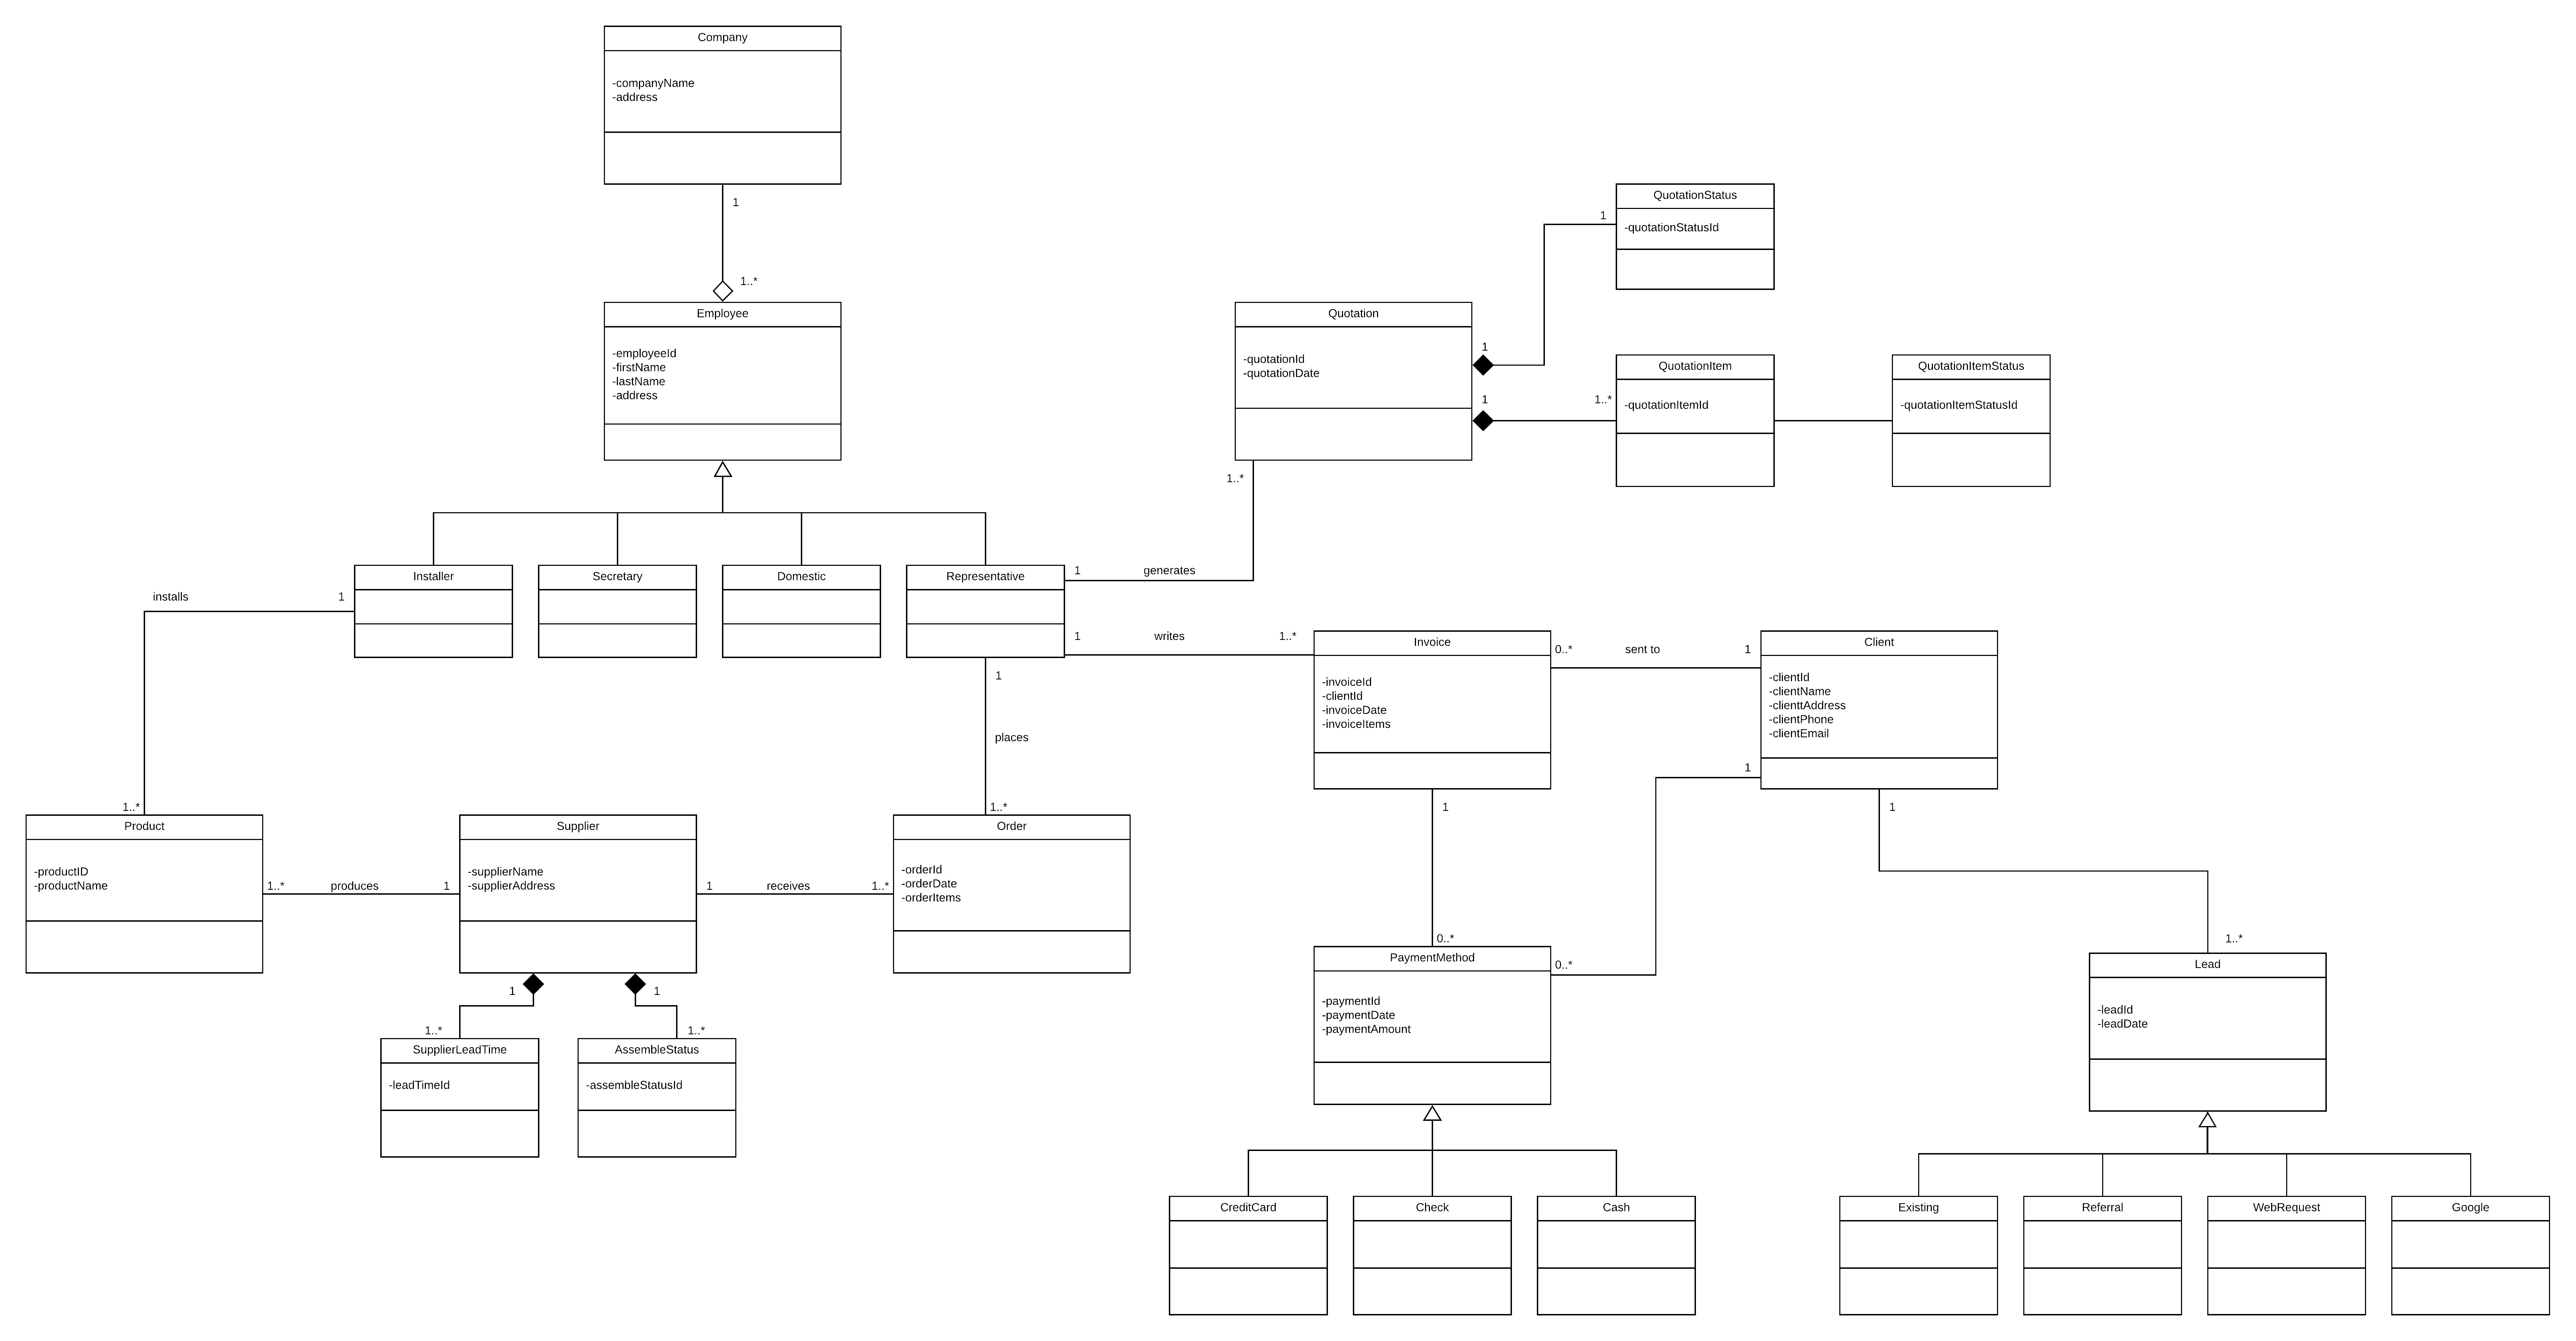 Company
-companyName
-address
1
1..*
Employee
-employeeId
-firstName
-lastName
-address
QuotationStatus
-quotationStatusId
1
Quotation
-quotationId
-quotationDate
1
1
1..*
QuotationItem
-quotationItemId
QuotationItemStatus
-quotationItemStatusId
1..*
1
generates
Installer
Secretary
Domestic
Representative
installs
1
1
writes
1..*
Invoice
-invoiceId
-clientId
-invoiceDate
-invoiceItems
0..*
sent to
1
Client
-clientId
-clientName
-clienttAddress
-clientPhone
-clientEmail
1
places
1..*
1..*
Product
-productID
-productName
1..*
produces
1
Supplier
-supplierName
-supplierAddress
1
receives
1..*
Order
-orderId
-orderDate
-orderItems
1
1
1
0..*
0..*
1..*
PaymentMethod
-paymentId
-paymentDate
-paymentAmount
Lead
-leadId
-leadDate
1
1
1..*
1..*
SupplierLeadTime
-leadTimeId
AssembleStatus
-assembleStatusId
CreditCard
Check
Cash
Existing
Referral
WebRequest
Google